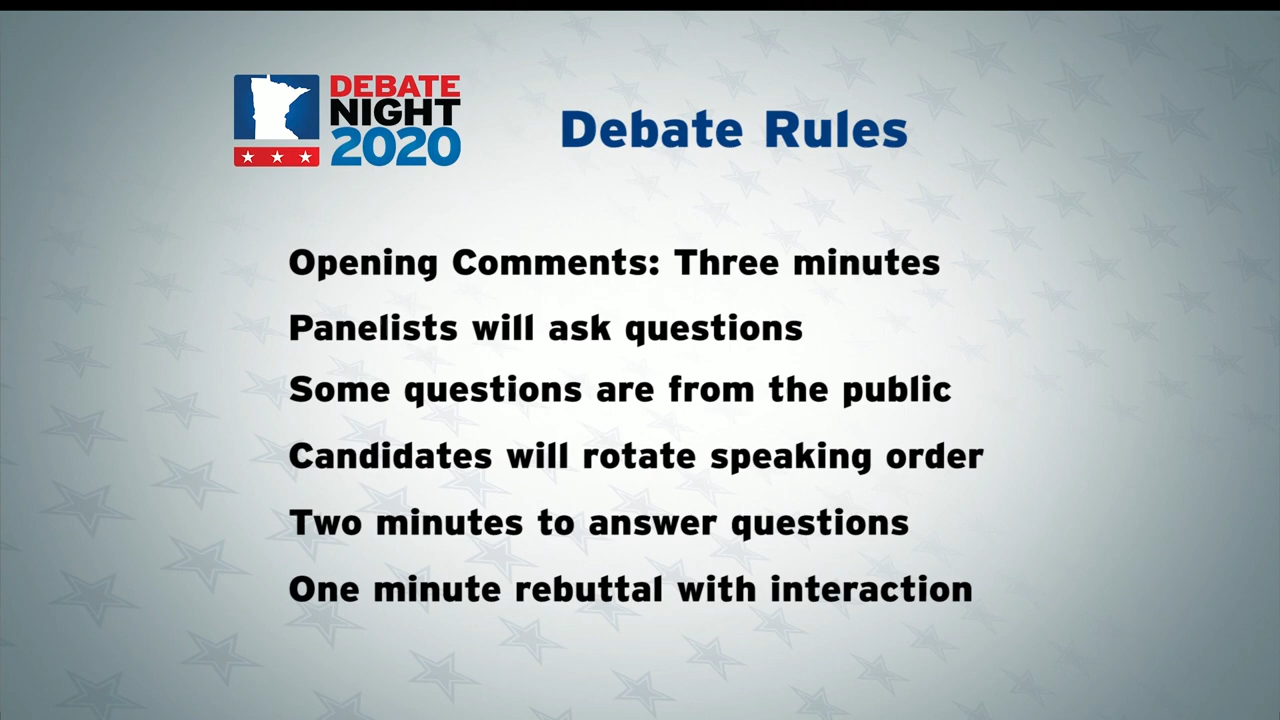 DEBATE
NIGHT
2020
Debate Rules
Opening Comments: Three minutes
Panelists will ask questions
Some questions are from the public
Candidates will rotate speaking order
Two minutes to answer questions
One minute rebuttal with interaction